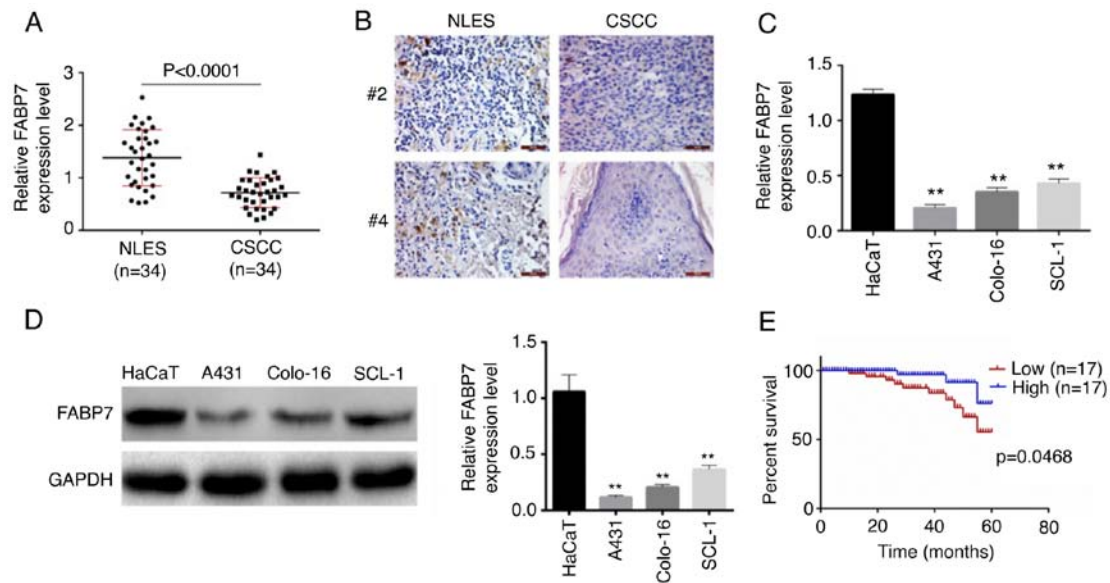 A
Relative FABP7
expression level
3
2
1
0
P<0.0001
NLES
(n=34)
CSCC
(n=34)
B
NLES
CSCC
#2
#4
C
Relative FABP7
expression level
1.5
1.0
0.5
0.0
**
**
**
HaCaT
A431
Colo-16
SCL-1
D
HaCaT A431 Colo-16 SCL-1
FABP7
GAPDH
Relative FABP7
expression level
1.5
1.0
0.5
0.0
**
**
**
HaCaT
A431
Colo-16
SCL-1
E
Percent survival
100
50
0 20 40 60 80
Time (months)
Low (n=17)
High (n=17)
p=0.0468